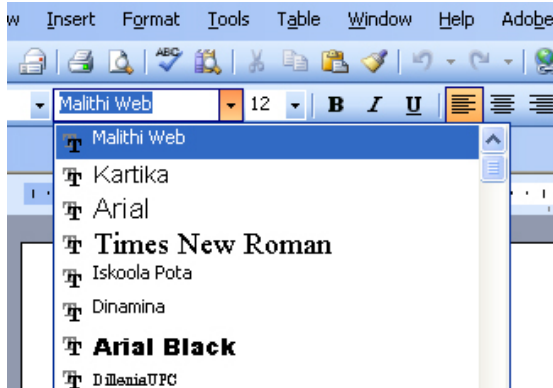 w Insert Format Tools Table Window Help Adobe
ABC
Malithi Web 12 B I U
Malithi Web
Kartika
Arial
Times New Roman
Iskoola Pota
Dinamina
Arial Black
DilleniaUPC